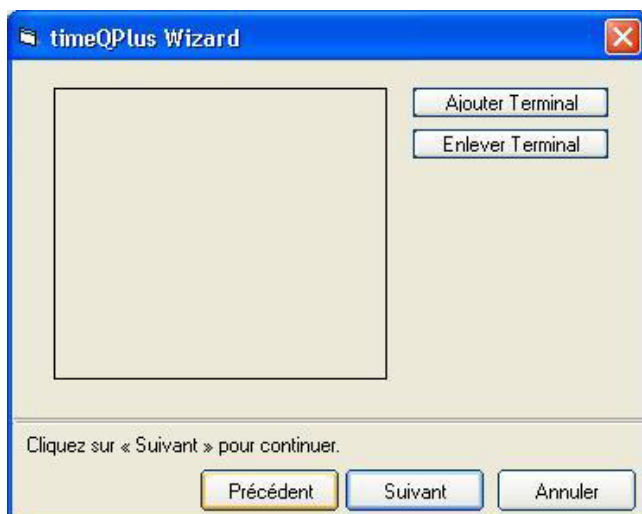 timeQPlus Wizard
Ajouter Terminal
Enlever Terminal
Cliquez sur « Suivant » pour continuer.
Précédent
Suivant
Annuler